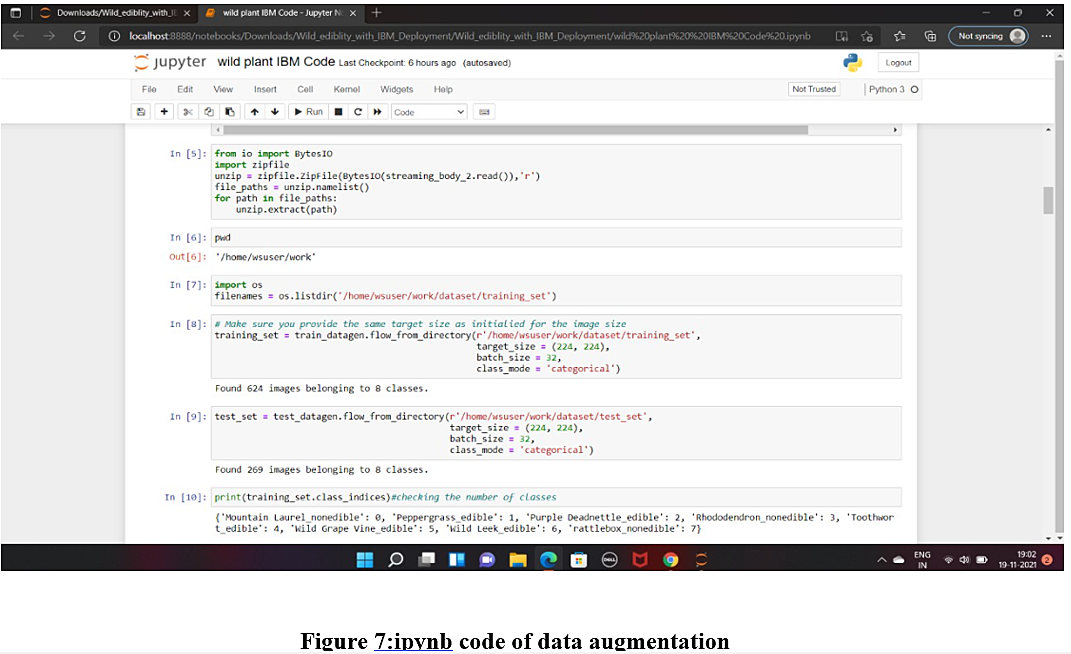 Downloads/Wild_ediblity_with_I
wild plant IBM Code - Jupyter N
localhost:8888/notebooks/Downloads/Wild_ediblity_with_IBM_Deployment/Wild_ediblity_with_IBM_Deployment/wild%20plant%20%20IBM%20Code%20.ipynb
Not syncing
jupyter wild plant IBM Code Last Checkpoint: 6 hours ago (autosaved)
Logout
File Edit View Insert Cell Kernel Widgets Help
Not Trusted
Python 3
Run
Code
In [5]: from io import BytesIO
import zipfile
unzip = zipfile.ZipFile(BytesIO(streaming_body_2.read()),'r')
file_paths = unzip.namelist()
for path in file_paths:
unzip.extract(path)
In [6]: pwd
Out[6]: '/home/wsuser/work'
In [7]: import os
filenames = os.listdir('/home/wsuser/work/dataset/training_set')
In [8]: # Make sure you provide the same target size as initialied for the image size
training_set = train_datagen.flow_from_directory(r'/home/wsuser/work/dataset/training_set',
target_size = (224, 224),
batch_size = 32,
class_mode = 'categorical')
Found 624 images belonging to 8 classes.
In [9]: test_set = test_datagen.flow_from_directory(r'/home/wsuser/work/dataset/test_set',
target_size = (224, 224),
batch_size = 32,
class_mode = 'categorical')
Found 269 images belonging to 8 classes.
In [10]: print(training_set.class_indices)#checking the number of classes
{'Mountain Laurel_nonedible': 0, 'Peppergrass_edible': 1, 'Purple Deadnettle_edible': 2, 'Rhododendron_nonedible': 3, 'Toothwor
t_edible': 4, 'Wild Grape Vine_edible': 5, 'Wild Leek_edible': 6, 'rattlebox_nonedible': 7}
DELL
ENG
IN
19:02
19-11-2021
2
Figure 7:ipynb code of data augmentation